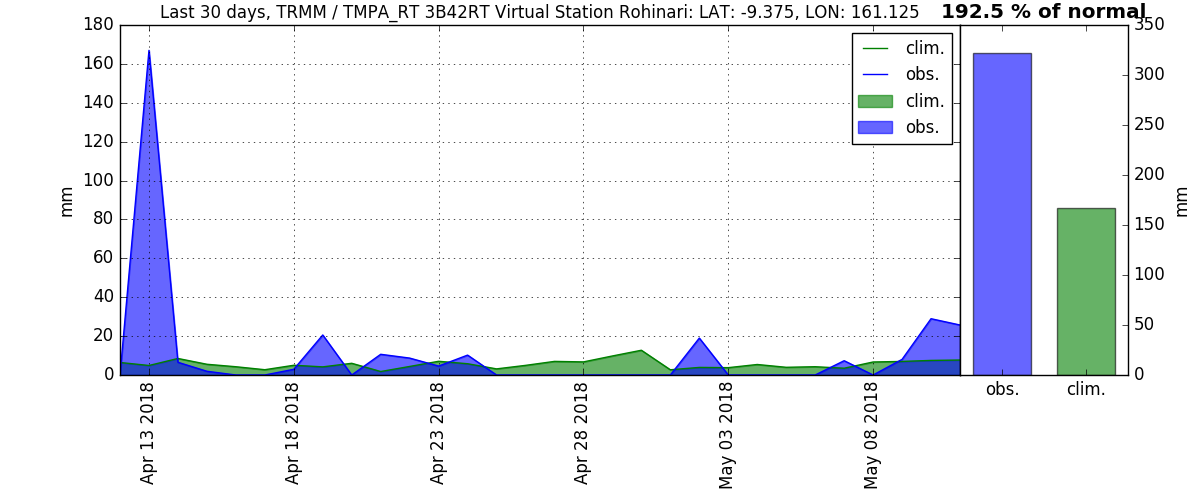 Last 30 days, TRMM / TMPA_RT 3B42RT Virtual Station Rohinari: LAT: -9.375, LON: 161.125
192.5 % of normal
180
160
140
120
100
80
60
40
20
0
mm
clim.
obs.
clim.
obs.
Apr 13 2018
Apr 18 2018
Apr 23 2018
Apr 28 2018
May 03 2018
May 08 2018
350
300
250
200
150
100
50
0
mm
obs.
clim.